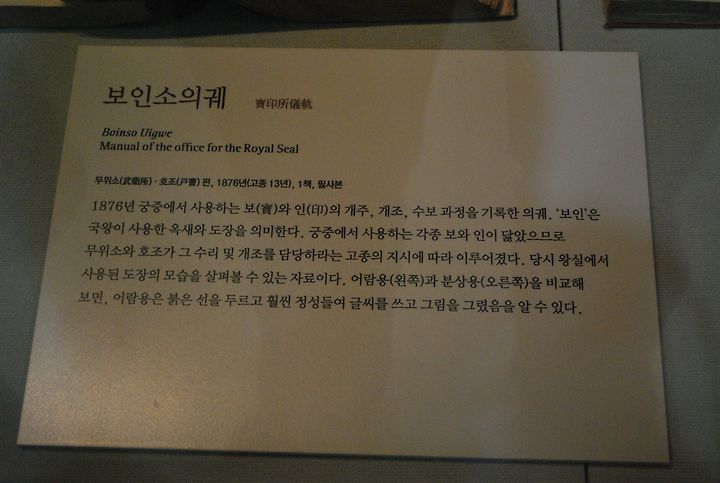 보인소의궤 寶印所儀軌
Boinso Uigwe
Manual of the office for the Royal Seal
무위소(武衛所)·호조(戶曹) 편, 1876년(고종 13년), 1책, 필사본
1876년 궁중에서 사용하는 보(寶)와 인(印)의 개주, 개조, 수보 과정을 기록한 의궤. ‘보인’은
국왕이 사용한 옥새와 도장을 의미한다. 궁중에서 사용하는 각종 보와 인이 닳았으므로
무위소와 호조가 그 수리 및 개조를 담당하라는 고종의 지시에 따라 이루어졌다. 당시 왕실에서
사용된 도장의 모습을 살펴볼 수 있는 자료이다. 어람용(왼쪽)과 분상용(오른쪽)을 비교해
보면, 어람용은 붉은 선을 두르고 훨씬 정성들여 글씨를 쓰고 그림을 그렸음을 알 수 있다.